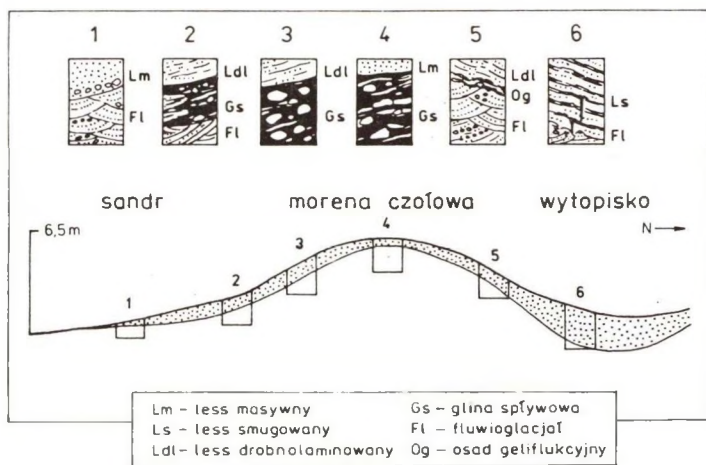 1 2 3 4 5 6
Lm Fl
Ldl Gs Fl
Ldl Gs
Lm Gs
Ldl Og Fl
Ls Fl
sandr morena czołowa wytopisko
6,5m N
1 2 3 4 5 6
Lm – less masywny
Ls – less smugowany
Ldl – less drobnolaminowany
Gs – glina spływowa
Fl – fluwioglacjał
Og – osad geliflukcyjny